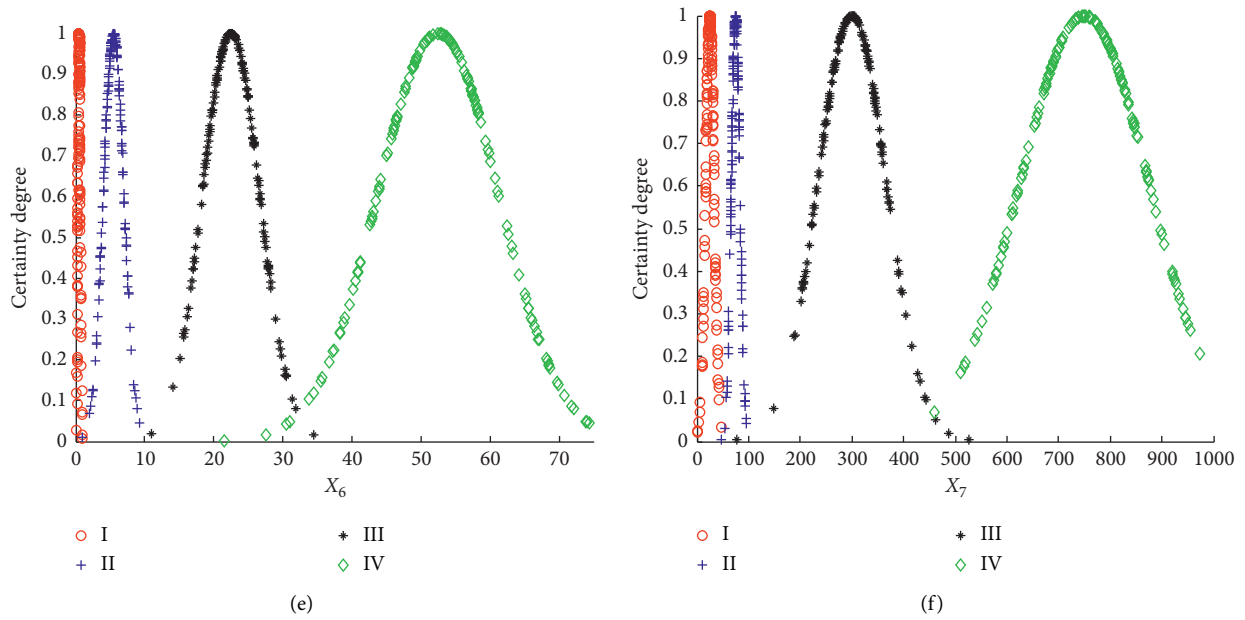 Certainty degree
1
0.9
0.8
0.7
0.6
0.5
0.4
0.3
0.2
0.1
0
0 10 20 30 40 50 60 70
X6
I
II
III
IV
(e)
Certainty degree
1
0.9
0.8
0.7
0.6
0.5
0.4
0.3
0.2
0.1
0
0 100 200 300 400 500 600 700 800 900 1000
X7
I
II
III
IV
(f)